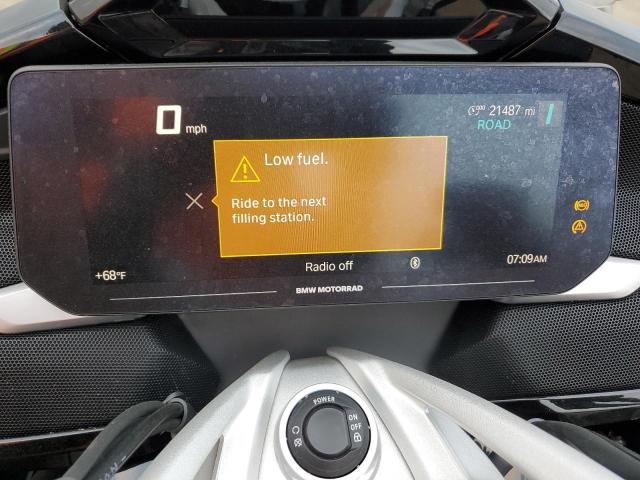 0 mph
21487 mi
ROAD
Low fuel.
Ride to the next
filling station.
+68°F
Radio off
07:09AM
BMW MOTORRAD
POWER
ON
OFF